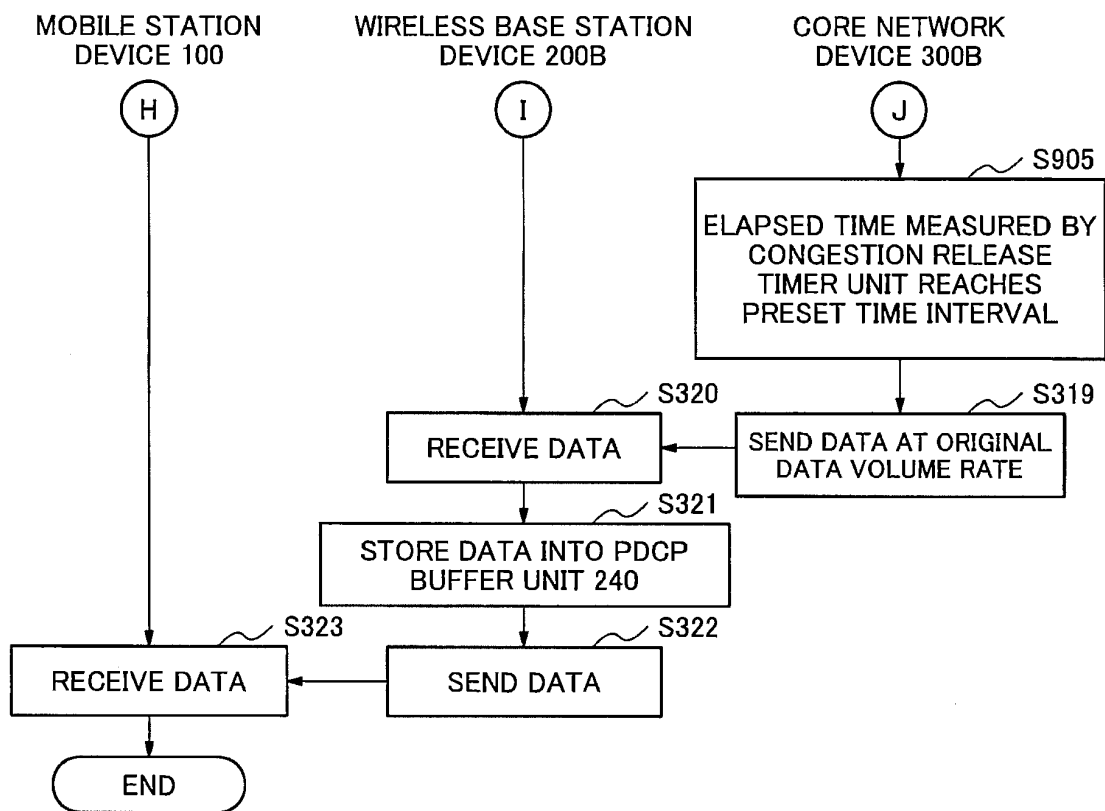 MOBILE STATION
DEVICE 100
WIRELESS BASE STATION
DEVICE 200B
CORE NETWORK
DEVICE 300B
H
I
J
S905
ELAPSED TIME MEASURED BY
CONGESTION RELEASE
TIMER UNIT REACHES
PRESET TIME INTERVAL
S320
RECEIVE DATA
S319
SEND DATA AT ORIGINAL
DATA VOLUME RATE
S321
STORE DATA INTO PDCP
BUFFER UNIT 240
S323
RECEIVE DATA
S322
SEND DATA
END